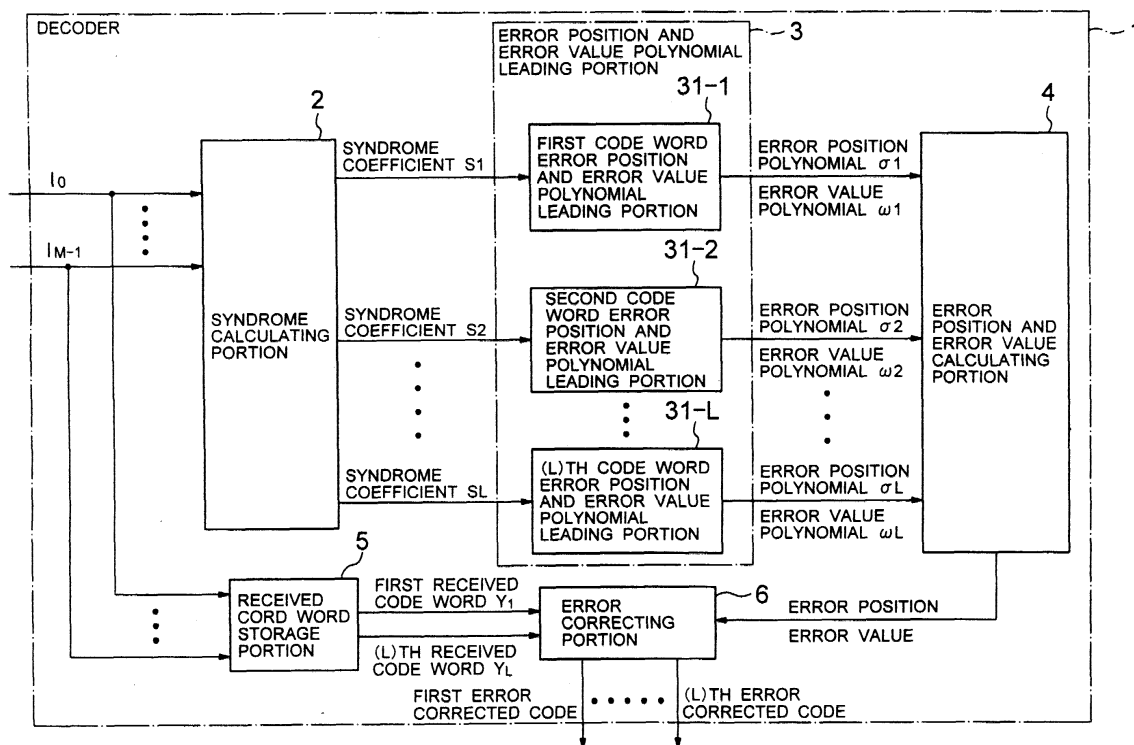 DECODER
1
3
ERROR POSITION AND
ERROR VALUE POLYNOMIAL
LEADING PORTION
2
31-1
4
SYNDROME
COEFFICIENT S1
FIRST CODE WORD
ERROR POSITION
AND ERROR VALUE
POLYNOMIAL
LEADING PORTION
ERROR POSITION
POLYNOMIAL σ1
ERROR VALUE
POLYNOMIAL ω1
I0
IM-1
31-2
SYNDROME
CALCULATING
PORTION
SYNDROME
COEFFICIENT S2
SECOND CODE
WORD ERROR
POSITION AND
ERROR VALUE
POLYNOMIAL
LEADING PORTION
ERROR POSITION
POLYNOMIAL σ2
ERROR VALUE
POLYNOMIAL ω2
ERROR
POSITION AND
ERROR VALUE
CALCULATING
PORTION
31-L
SYNDROME
COEFFICIENT SL
(L)TH CODE WORD
ERROR POSITION
AND ERROR VALUE
POLYNOMIAL
LEADING PORTION
ERROR POSITION
POLYNOMIAL σL
ERROR VALUE
POLYNOMIAL ωL
5
RECEIVED
CORD WORD
STORAGE
PORTION
FIRST RECEIVED
CODE WORD Y1
(L)TH RECEIVED
CODE WORD YL
6
ERROR
CORRECTING
PORTION
ERROR POSITION
ERROR VALUE
FIRST ERROR
CORRECTED CODE
(L)TH ERROR
CORRECTED CODE